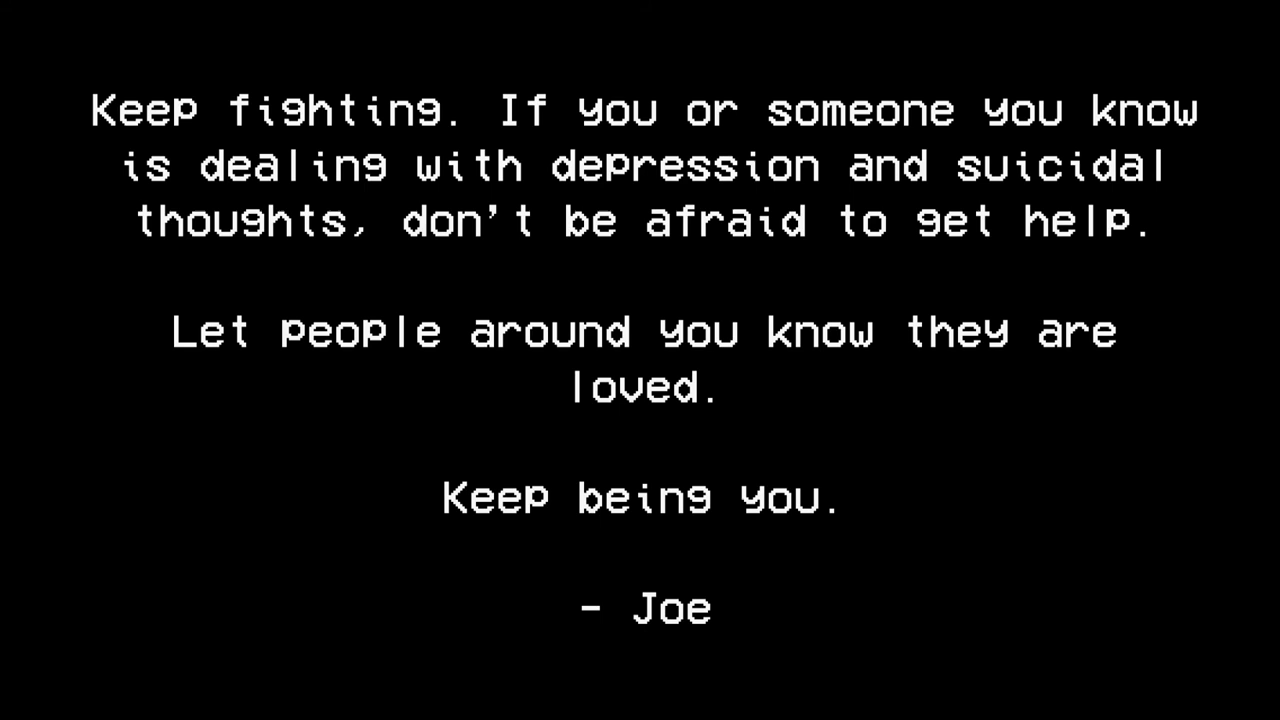 Keep fighting. If you or someone you know
is dealing with depression and suicidal
thoughts, don't be afraid to get help.
Let people around you know they are
loved.
Keep being you.
- Joe